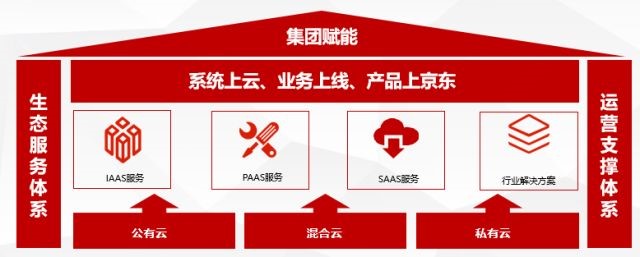 集团赋能
生态服务体系
系统上云、业务上线、产品上京东
运营支撑体系
IAAS服务
PAAS服务
SAAS服务
行业解决方案
公有云
混合云
私有云